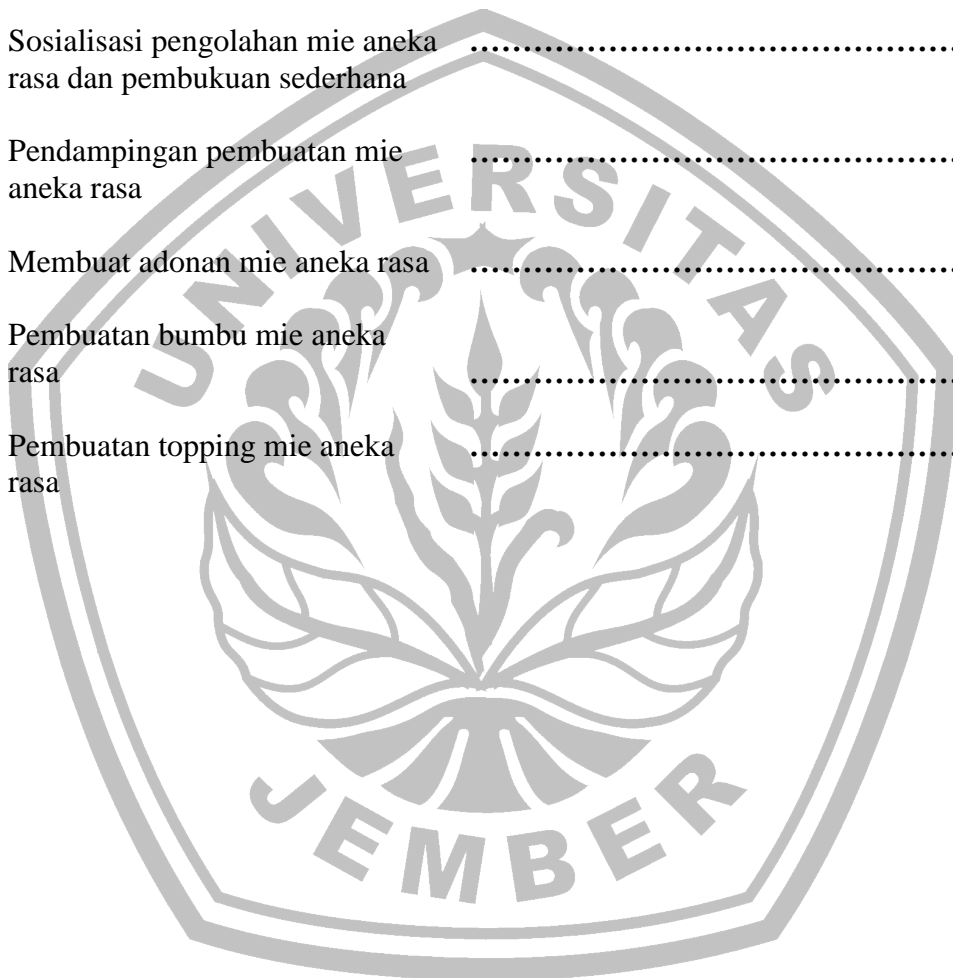 Sosialisasi pengolahan mie aneka ..........................................
rasa dan pembukuan sederhana
Pendampingan pembuatan mie ..........................................
aneka rasa
Membuat adonan mie aneka rasa ..........................................
Pembuatan bumbu mie aneka
rasa ..........................................
Pembuatan topping mie aneka ..........................................
rasa
UNIVERSITAS
JEMBER